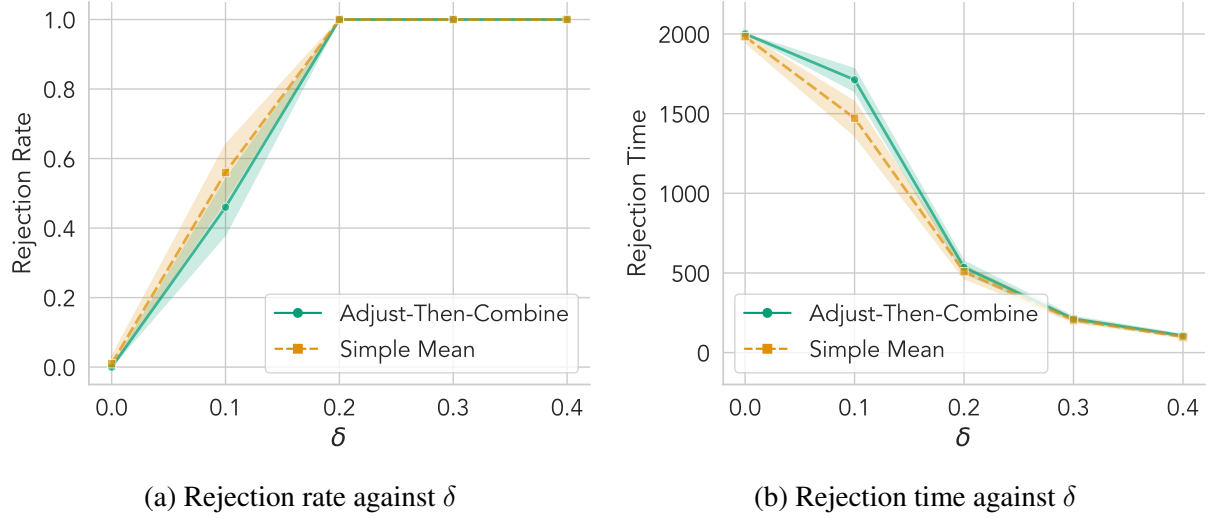 1.0
0.8
0.6
0.4
0.2
0.0
Rejection Rate
Adjust-Then-Combine
Simple Mean
0.0 0.1 0.2 0.3 0.4
δ
(a) Rejection rate against δ
2000
1500
1000
500
0
Rejection Time
Adjust-Then-Combine
Simple Mean
0.0 0.1 0.2 0.3 0.4
δ
(b) Rejection time against δ